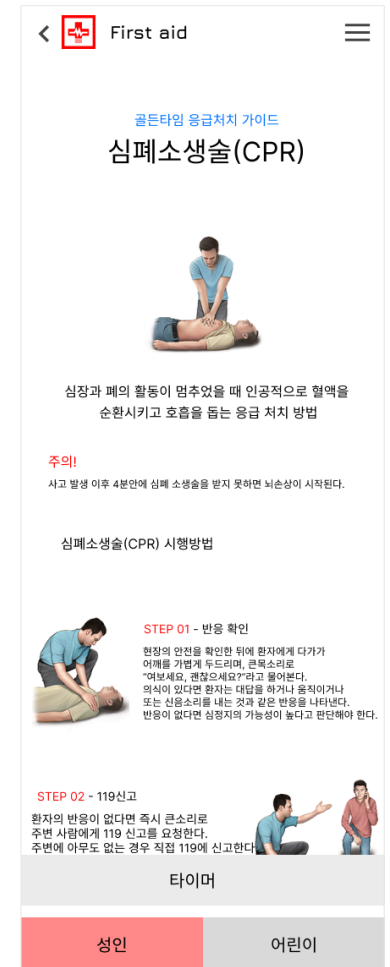 First aid
골든타임 응급처치 가이드
심폐소생술(CPR)
심장과 폐의 활동이 멈추었을 때 인공적으로 혈액을
순환시키고 호흡을 돕는 응급 처치 방법
주의!
사고 발생 이후 4분안에 심폐 소생술을 받지 못하면 뇌손상이 시작된다.
심폐소생술(CPR) 시행방법
STEP 01 - 반응 확인
현장의 안전을 확인한 뒤에 환자에게 다가가
어깨를 가볍게 두드리며, 큰목소리로
"여보세요, 괜찮으세요?"라고 물어본다.
의식이 있다면 환자는 대답을 하거나 움직이거나
또는 신음소리를 내는 것과 같은 반응을 나타낸다.
반응이 없다면 심정지의 가능성이 높다고 판단해야 한다.
STEP 02 - 119신고
환자의 반응이 없다면 즉시 큰소리로
주변 사람에게 119 신고를 요청한다.
주변에 아무도 없는 경우 직접 119에 신고한다
타이머
성인
어린이